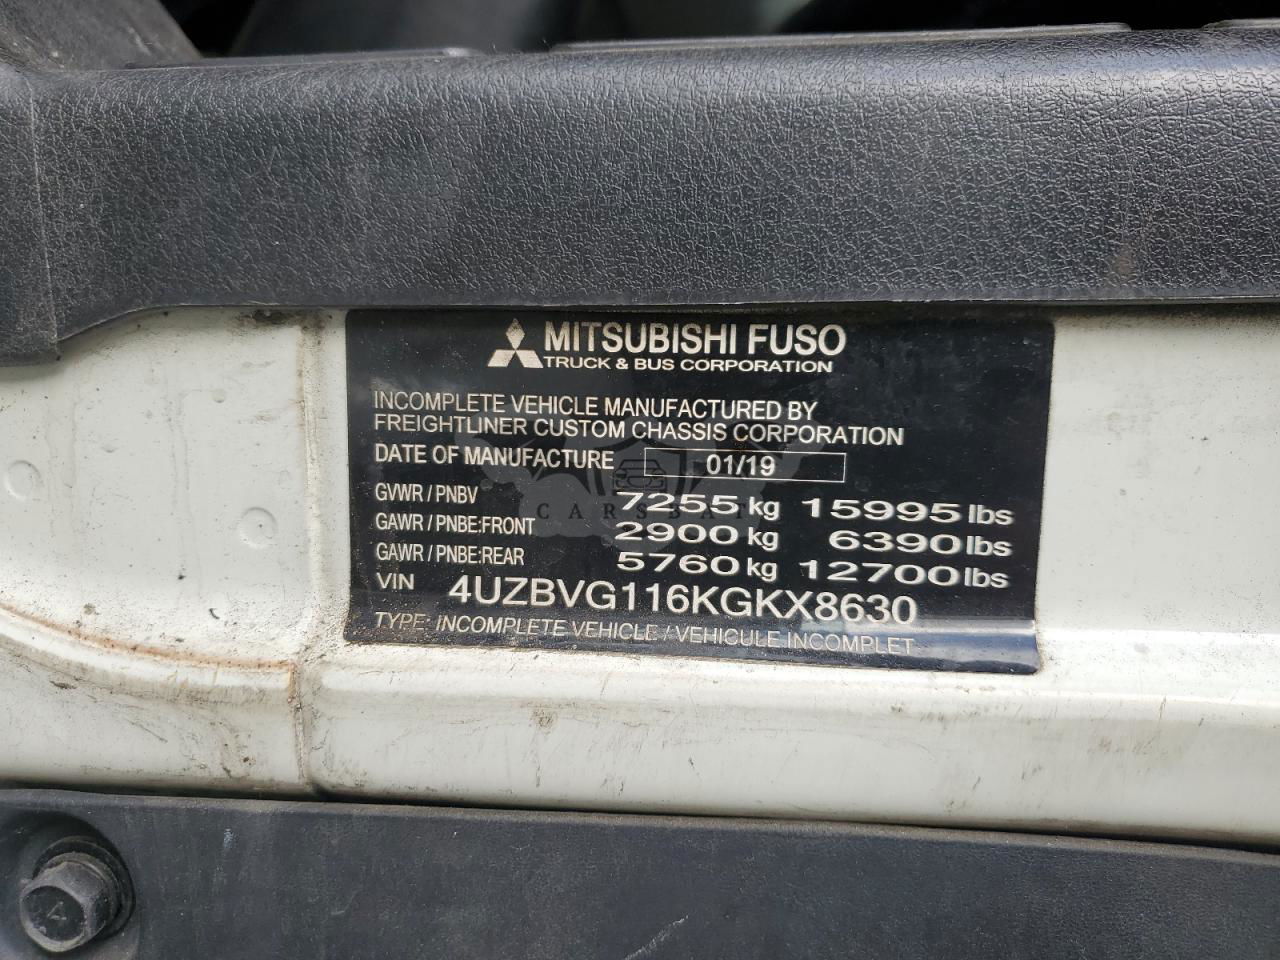 MITSUBISHI FUSO
TRUCK & BUS CORPORATION
INCOMPLETE VEHICLE MANUFACTURED BY
FREIGHTLINER CUSTOM CHASSIS CORPORATION
DATE OF MANUFACTURE 01/19
GVWR / PNBV 7255 kg 15995 lbs
GAWR / PNBE:FRONT 2900 kg 6390 lbs
GAWR / PNBE:REAR 5760 kg 12700 lbs
VIN 4UZBVG116KGKX8630
TYPE: INCOMPLETE VEHICLE / VEHICULE INCOMPLET
CARSBAT
4